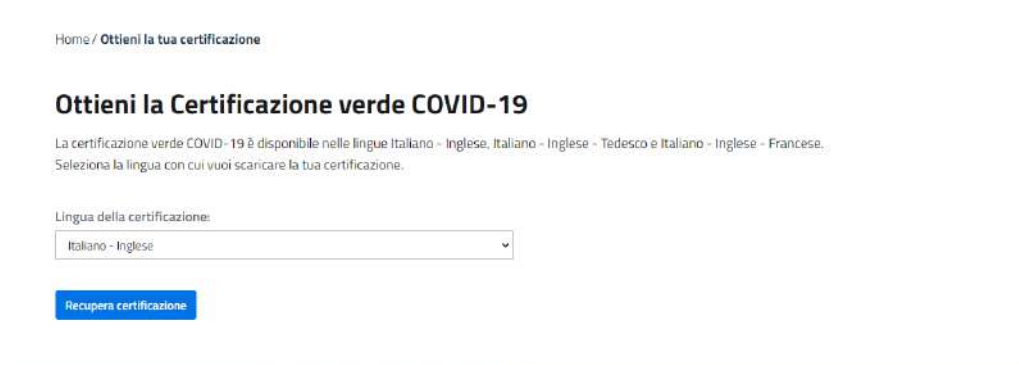 Home / Ottieni la tua certificazione
Ottieni la Certificazione verde COVID-19
La certificazione verde COVID-19 è disponibile nelle lingue Italiano - Inglese, Italiano - Inglese - Tedesco e Italiano - Inglese - Francese.
Seleziona la lingua con cui vuoi scaricare la tua certificazione.
Lingua della certificazione:
Italiano - Inglese
Recupera certificazione